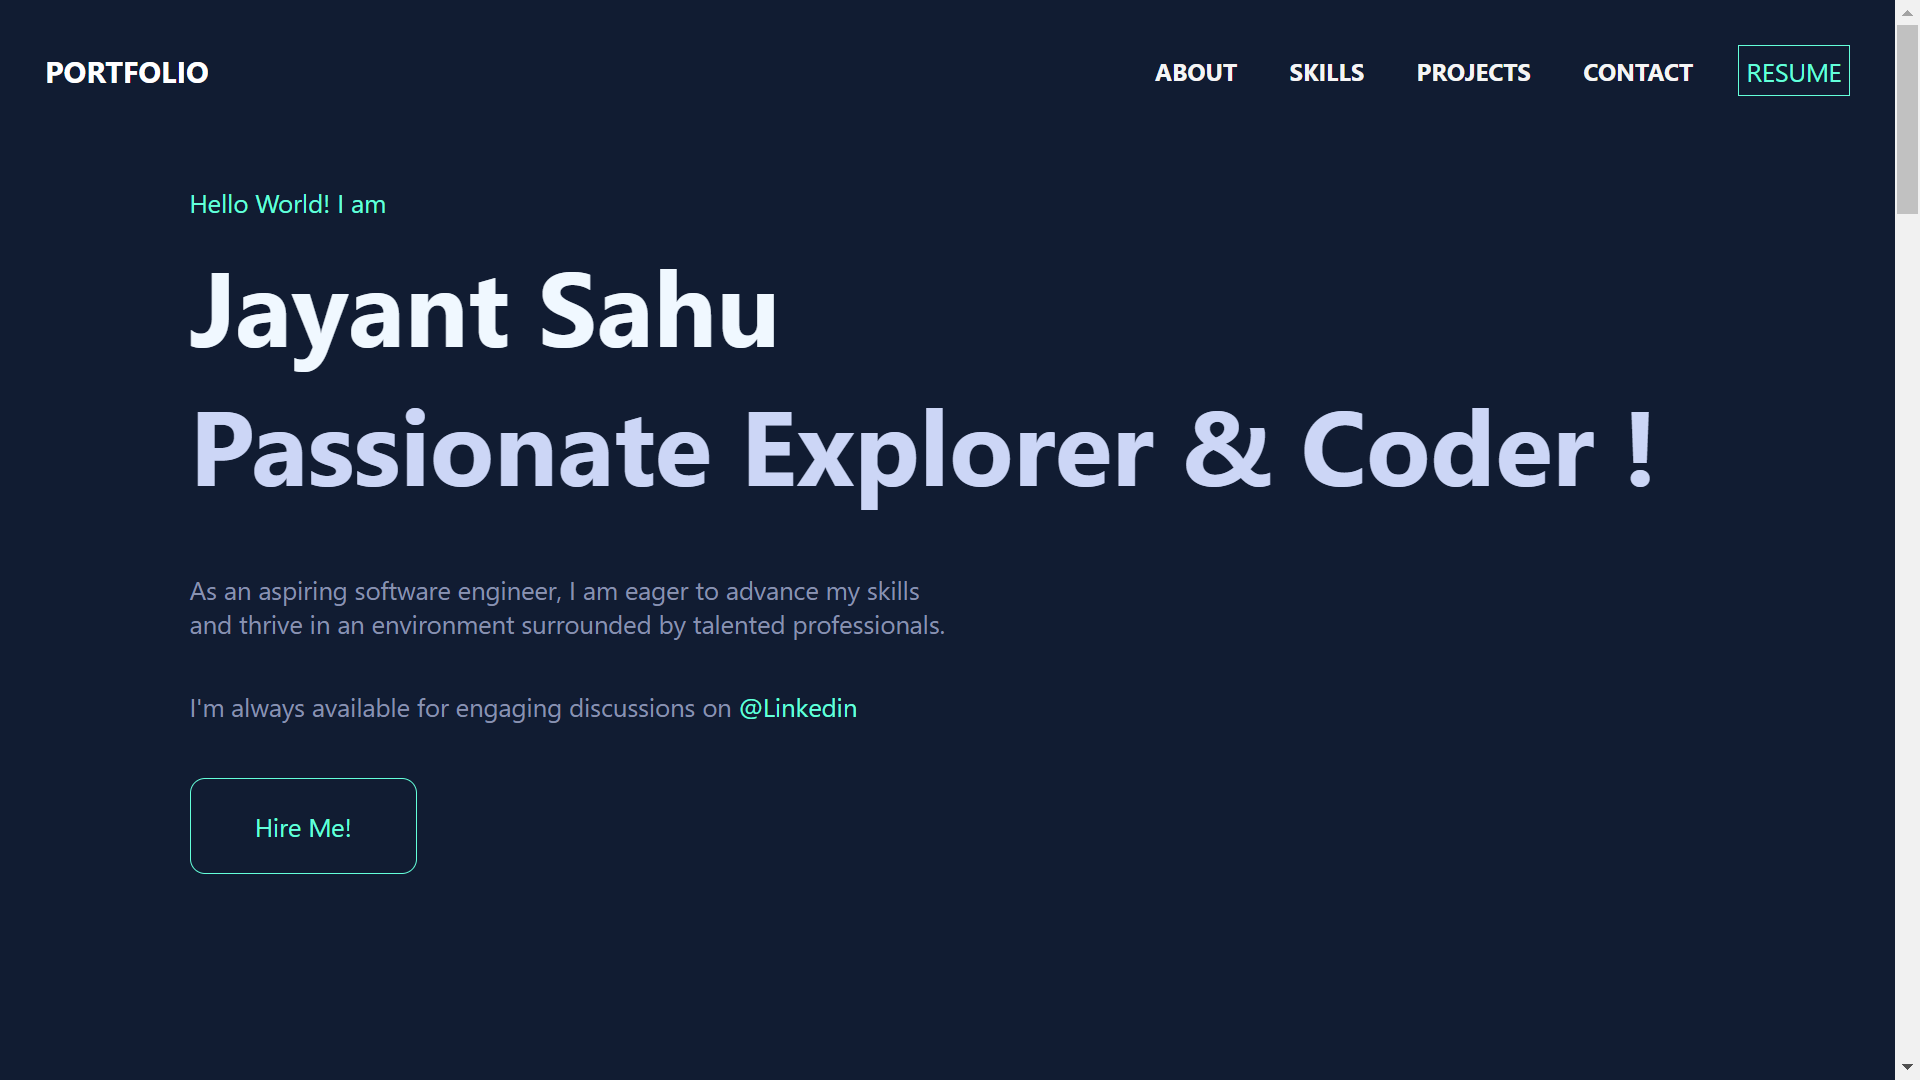 PORTFOLIO
ABOUT SKILLS PROJECTS CONTACT RESUME
Hello World! I am
Jayant Sahu
Passionate Explorer & Coder !
As an aspiring software engineer, I am eager to advance my skills
and thrive in an environment surrounded by talented professionals.
I'm always available for engaging discussions on @Linkedin
Hire Me!